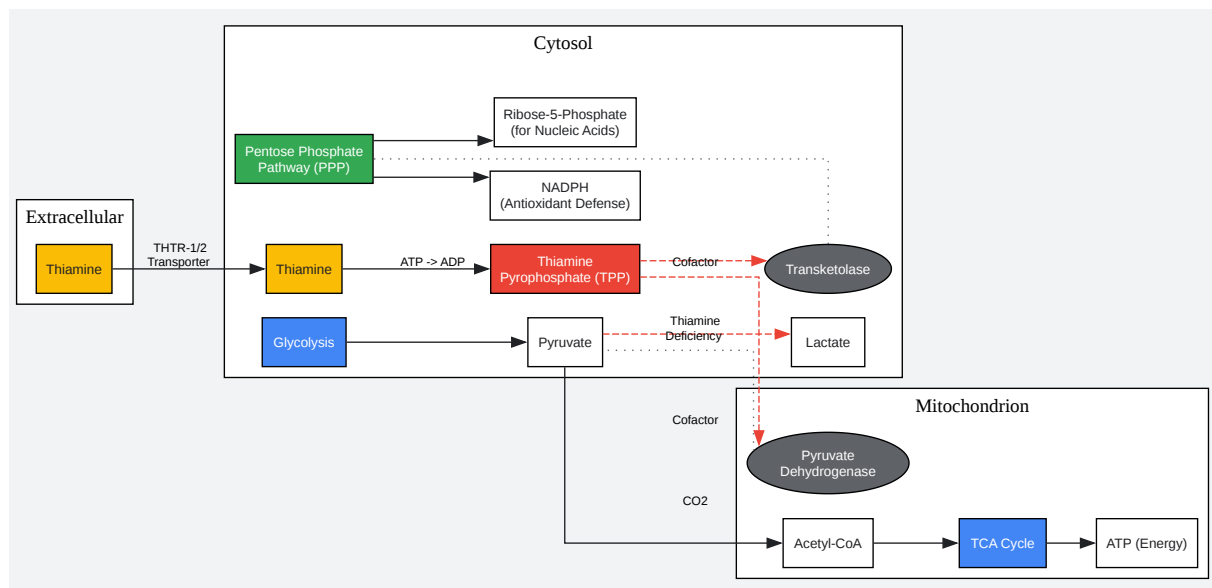 Cytosol
Ribose-5-Phosphate
(for Nucleic Acids)
Pentose Phosphate
Pathway (PPP)
NADPH
(Antioxidant Defense)
Extracellular
Thiamine
THTR-1/2
Transporter
Thiamine
ATP -> ADP
Thiamine
Pyrophosphate (TPP)
Cofactor
Transketolase
Glycolysis
Pyruvate
Thiamine
Deficiency
Lactate
Mitochondrion
Cofactor
Pyruvate
Dehydrogenase
CO2
Acetyl-CoA
TCA Cycle
ATP (Energy)